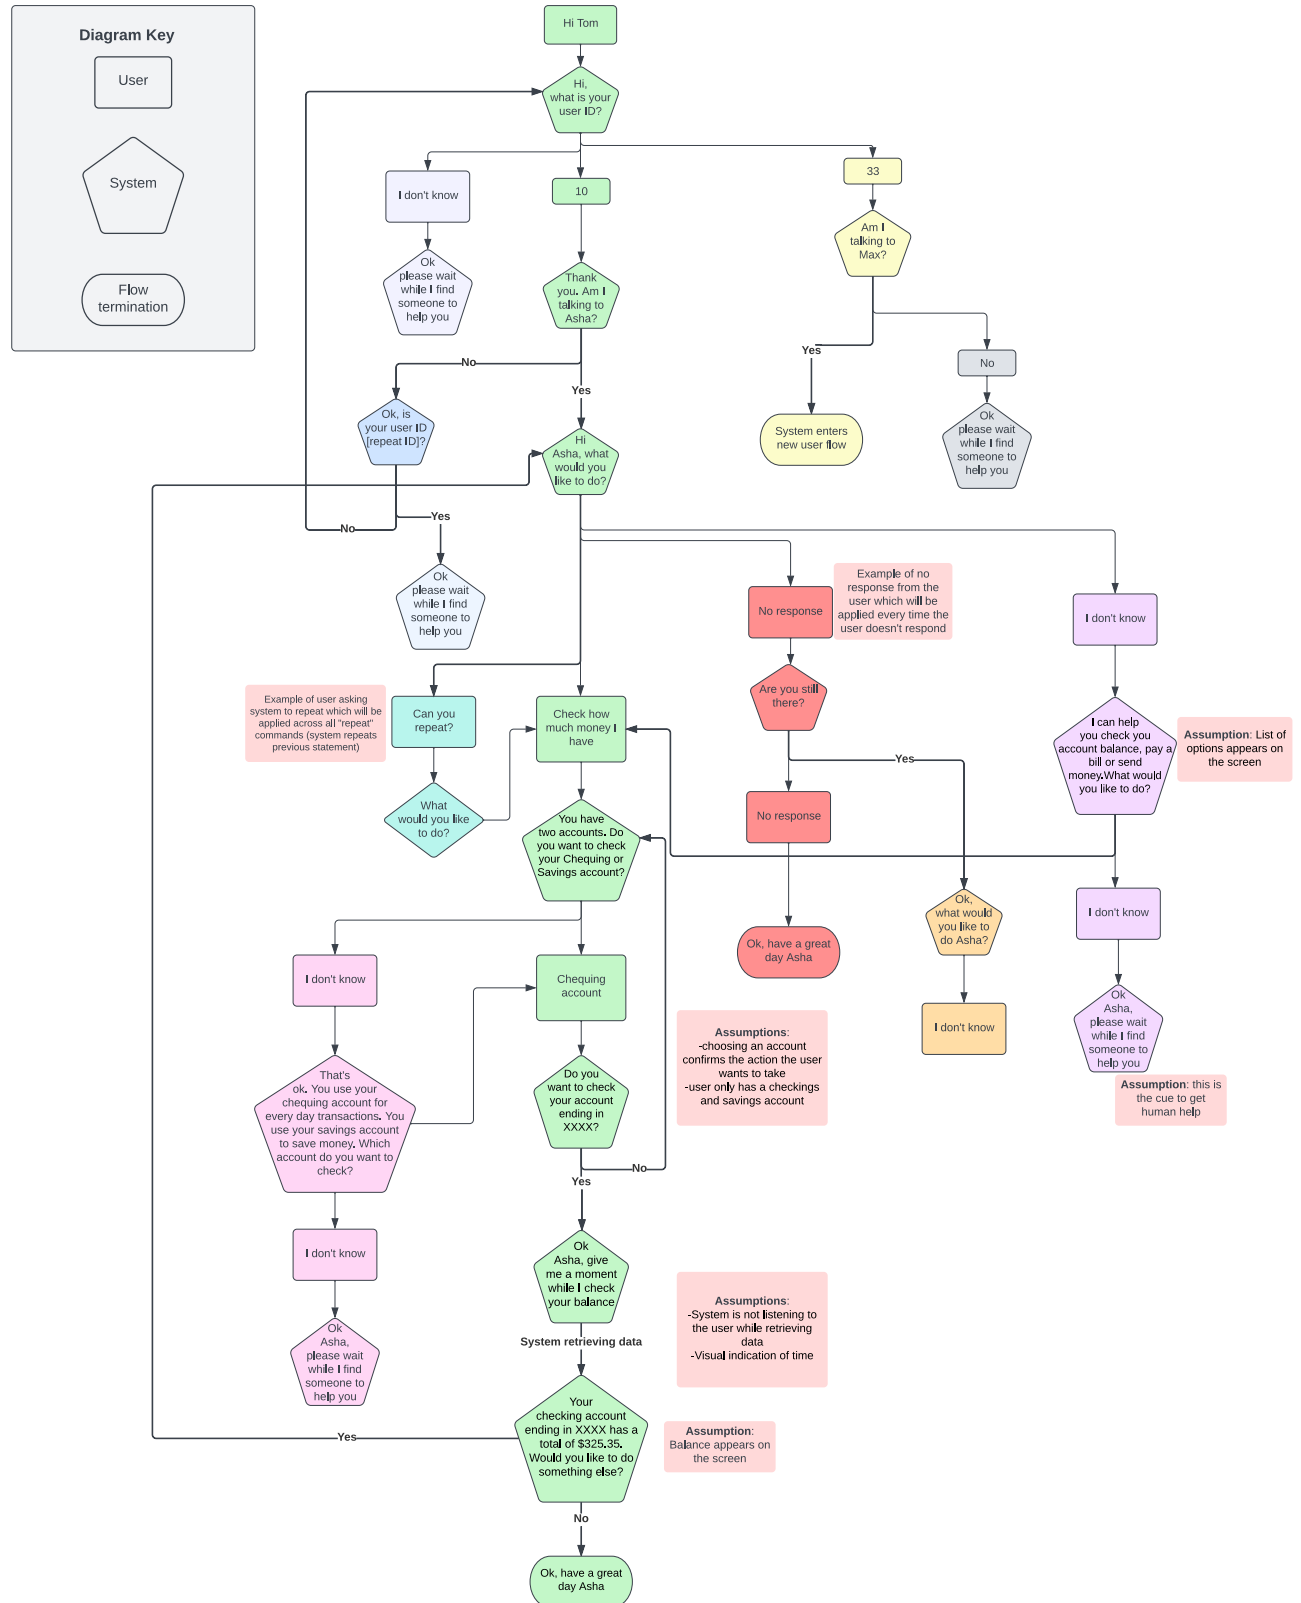 Diagram Key
User
System
Flow
termination
Hi Tom
Hi,
what is your
user ID?
I don't know
10
33
Ok
please wait
while I find
someone to
help you
Thank
you. Am I
talking to
Asha?
Am I
talking to
Max?
No
Yes
Yes
No
Ok, is
your user ID
[repeat ID]?
Hi
Asha, what
would you
like to do?
System enters
new user flow
Ok
please wait
while I find
someone to
help you
No
Yes
Ok
please wait
while I find
someone to
help you
No response
Example of no
response from the
user which will be
applied every time the
user doesn't respond
I don't know
Example of user asking
system to repeat which will be
applied across all "repeat"
commands (system repeats
previous statement)
Can you
repeat?
Check how
much money I
have
Are you still
there?
I can help
you check you
account balance, pay a
bill or send
money.What would
you like to do?
Assumption: List of
options appears on
the screen
Yes
What
would you like
to do?
You have
two accounts. Do
you want to check
your Chequing or
Savings account?
No response
Ok,
what would
you like to
do Asha?
I don't know
Ok, have a great
day Asha
I don't know
Chequing
account
I don't know
Ok
Asha,
please wait
while I find
someone to
help you
Assumption: this is
the cue to get
human help
Assumptions:
-choosing an account
confirms the action the user
wants to take
-user only has a checkings
and savings account
That's
ok. You use your
chequing account for
every day transactions. You
use your savings account
to save money. Which
account do you want to
check?
Do you
want to check
your account
ending in
XXXX?
No
Yes
I don't know
Ok
Asha, give
me a moment
while I check
your balance
Assumptions:
-System is not listening to
the user while retrieving
data
-Visual indication of time
System retrieving data
Ok
Asha,
please wait
while I find
someone to
help you
Your
checking account
ending in XXXX has a
total of $325.35.
Would you like to do
something else?
Assumption:
Balance appears on
the screen
Yes
No
Ok, have a great
day Asha